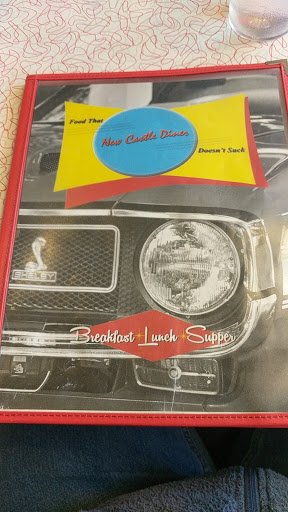 Food That
New Castle Diner
Doesn't Suck
SHELBY
Breakfast Lunch Supper